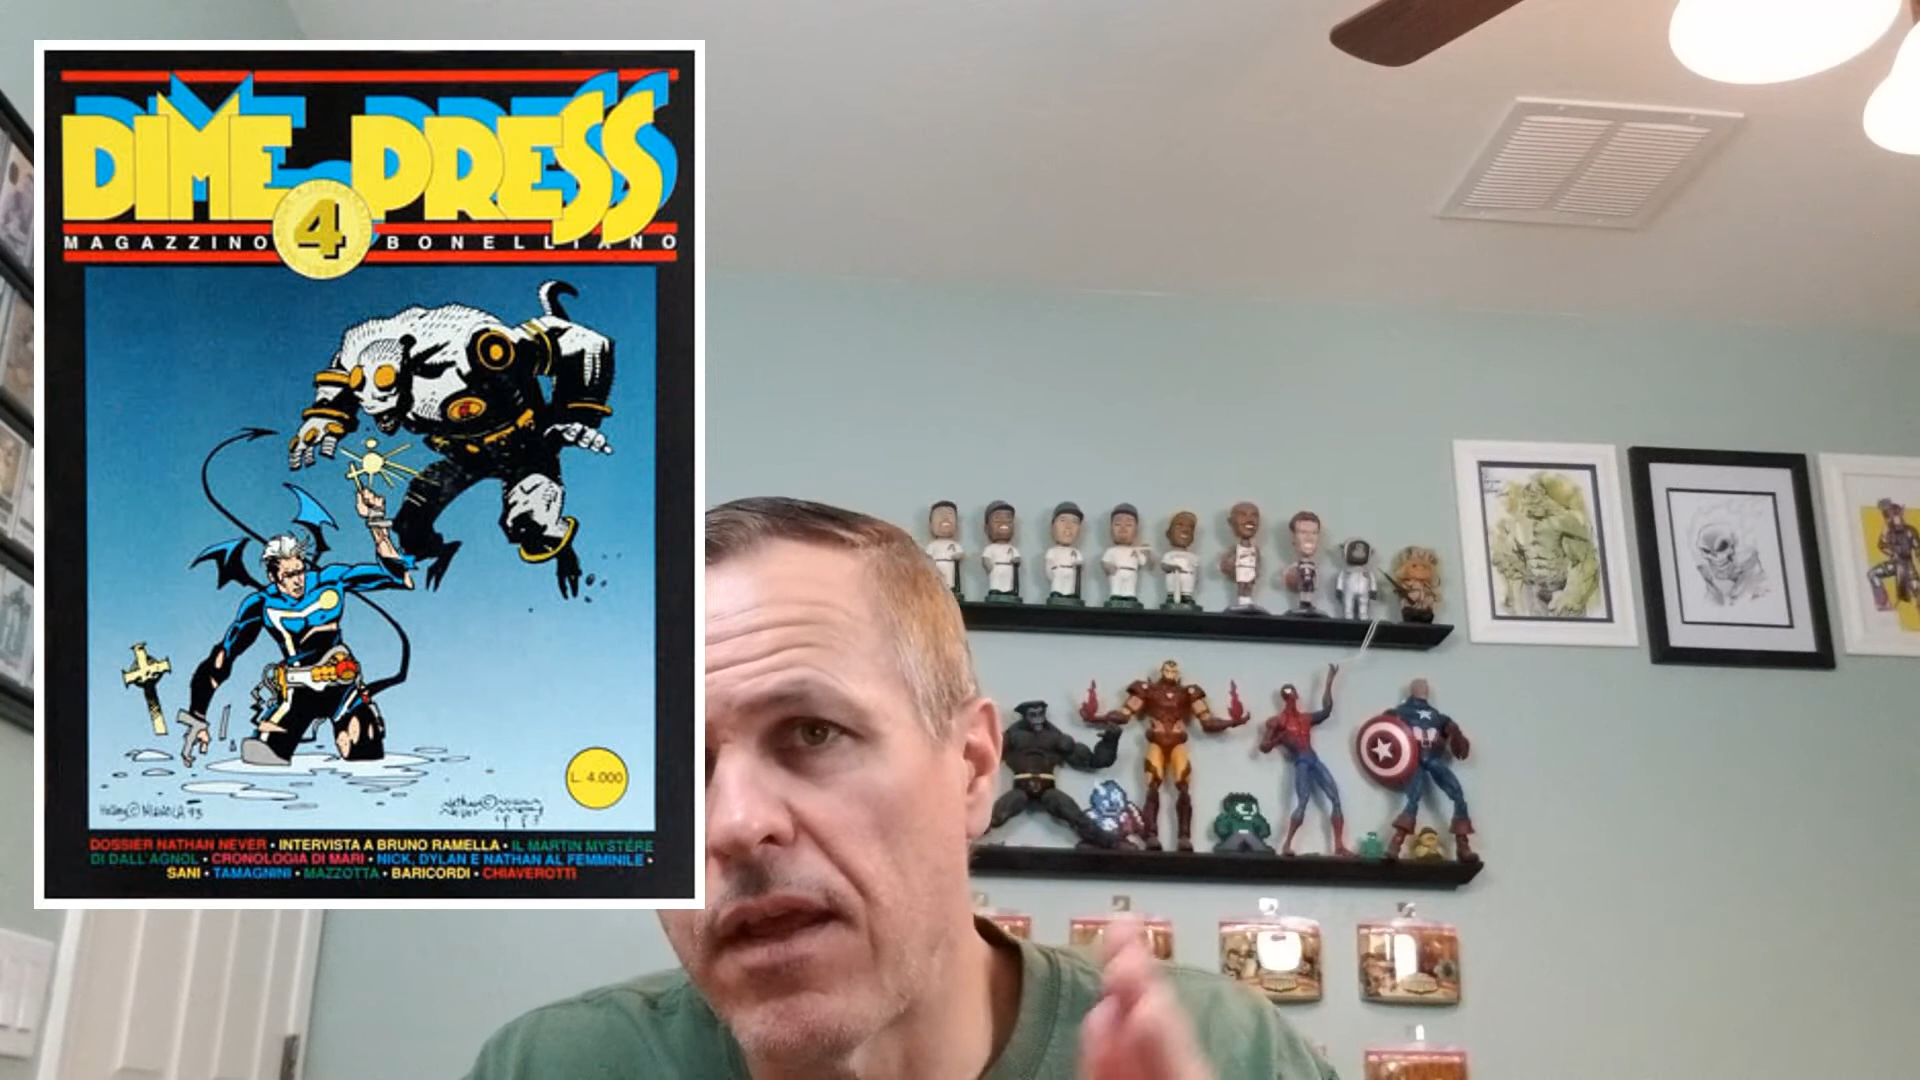 DIME PRESS
4
MAGAZZINO BONELLIANO
L. 4.000
DOSSIER NATHAN NEVER • INTERVISTA A BRUNO RAMELLA • IL MARTIN MYSTÈRE
DI DALL'AGNOL • CRONOLOGIA DI MARI • NICK, DYLAN E NATHAN AL FEMMINILE •
SANI • TAMAGNINI • MAZZOTTA • BARICORDI • CHIAVEROTTI